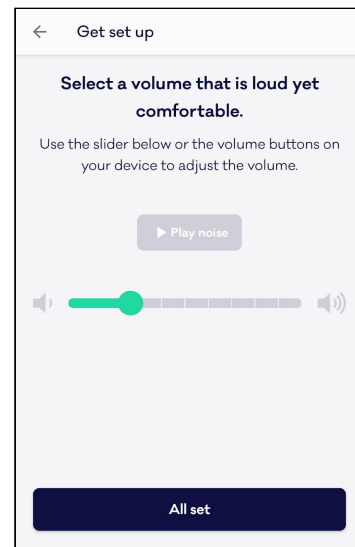 Get set up
Select a volume that is loud yet
comfortable.
Use the slider below or the volume buttons on
your device to adjust the volume.
Play noise
All set